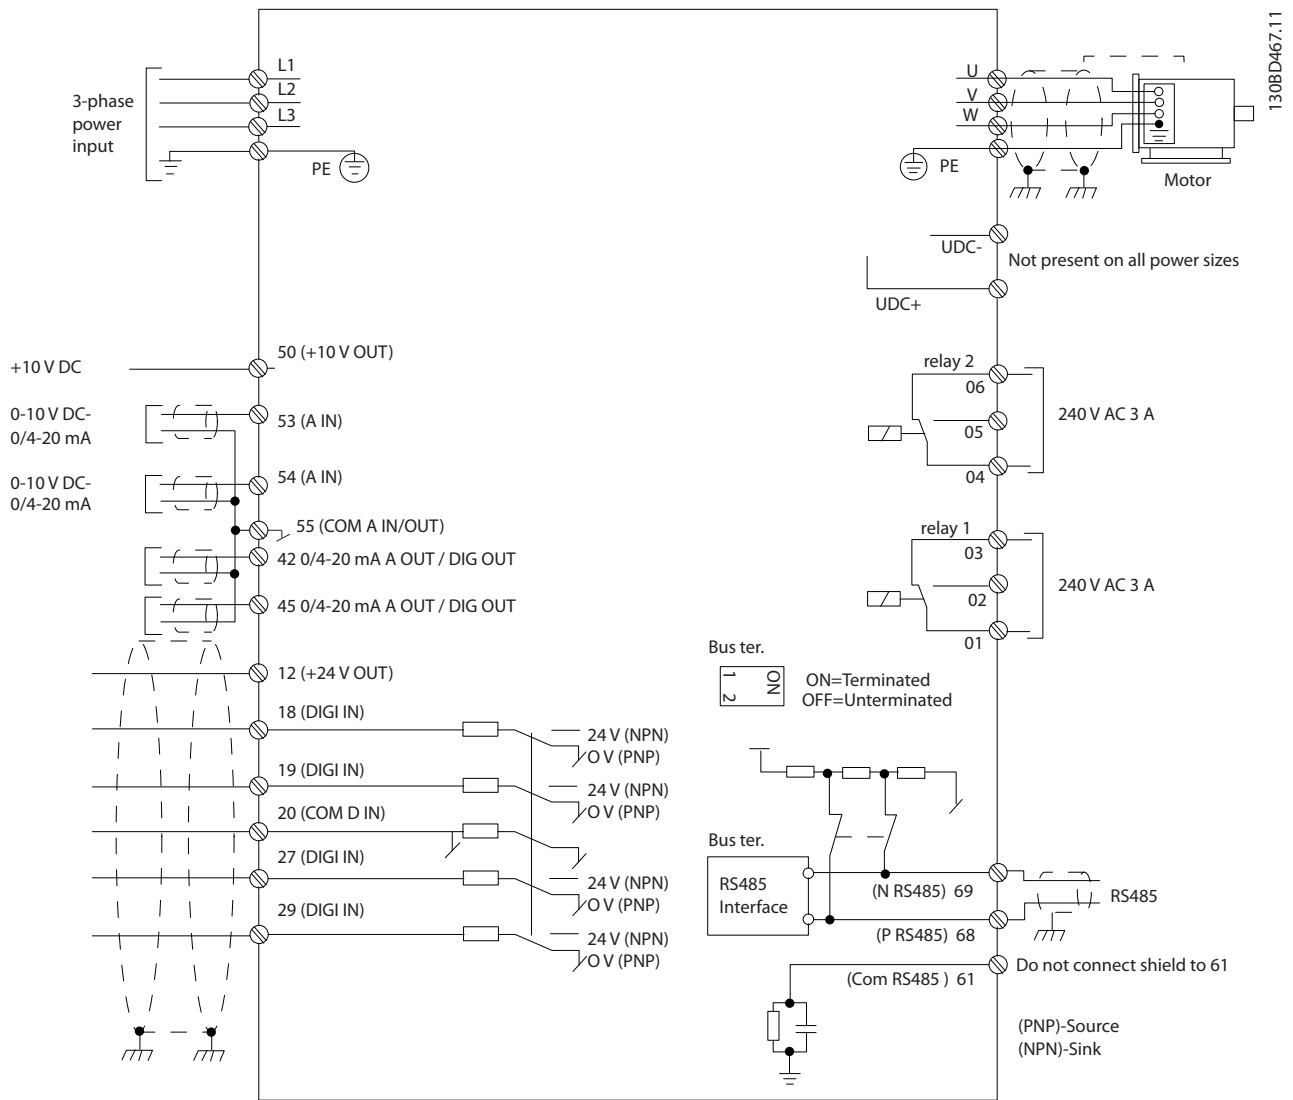 130BD467.11
L1
L2
L3
3-phase
power
input
PE
U
V
W
PE
Motor
UDC-
Not present on all power sizes
UDC+
50 (+10 V OUT)
+10 V DC
0-10 V DC-
0/4-20 mA
53 (A IN)
0-10 V DC-
0/4-20 mA
54 (A IN)
55 (COM A IN/OUT)
42 0/4-20 mA A OUT / DIG OUT
45 0/4-20 mA A OUT / DIG OUT
12 (+24 V OUT)
18 (DIGI IN)
24 V (NPN)
O V (PNP)
19 (DIGI IN)
24 V (NPN)
O V (PNP)
20 (COM D IN)
27 (DIGI IN)
24 V (NPN)
O V (PNP)
29 (DIGI IN)
24 V (NPN)
O V (PNP)
relay 2
06
05
04
240 V AC 3 A
relay 1
03
02
01
240 V AC 3 A
Bus ter.
1
2
ON
ON=Terminated
OFF=Unterminated
Bus ter.
RS485
Interface
(N RS485) 69
(P RS485) 68
RS485
(Com RS485 ) 61
Do not connect shield to 61
(PNP)-Source
(NPN)-Sink